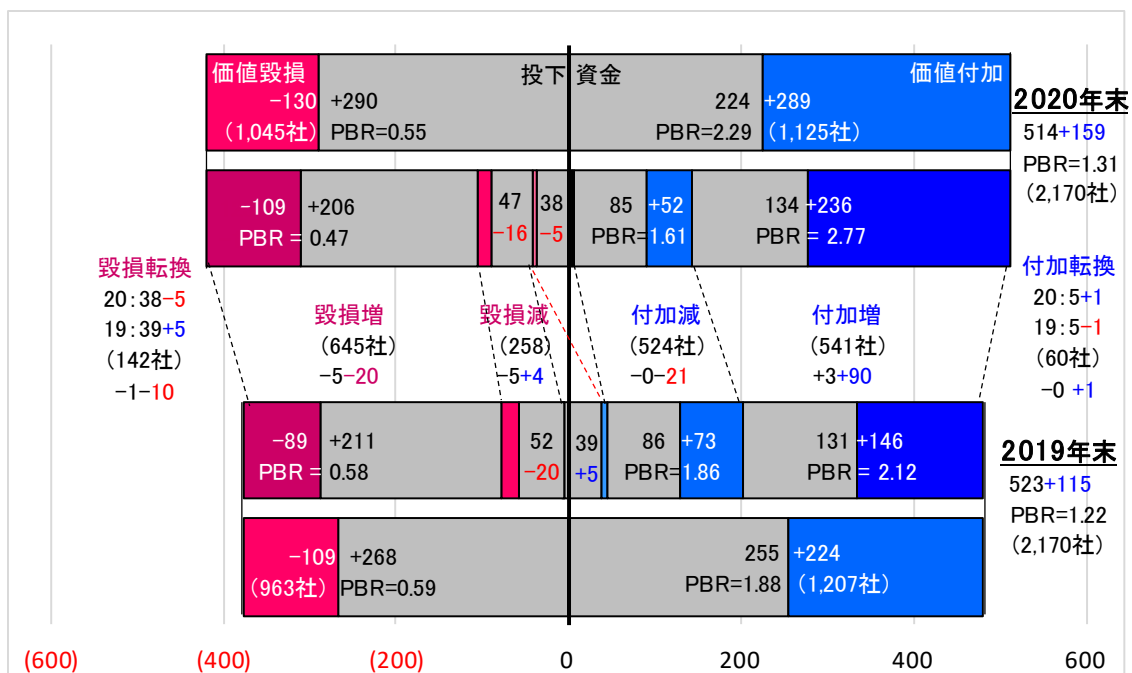 価値毀損 投下 資金 価値付加
−130 +290 224 +289
（1,045社） PBR=0.55 PBR=2.29 （1,125社）
2020年末
514+159
PBR=1.31
（2,170社）
−109 +206 47 38 85 +52 134 +236
PBR = 0.47 −16 −5 PBR=1.61 PBR = 2.77
毀損転換
20：38−5
19：39+5
（142社）
−1−10
毀損増
（645社）
−5−20
毀損減
（258）
−5+4
付加減
（524社）
−0−21
付加増
（541社）
+3+90
付加転換
20：5+1
19：5−1
（60社）
−0 +1
−89 +211 52 39 86 +73 131 +146
PBR = 0.58 −20 +5 PBR=1.86 PBR = 2.12
2019年末
523+115
PBR=1.22
（2,170社）
−109 +268 255 +224
（963社） PBR=0.59 PBR=1.88 （1,207社）
(600) (400) (200) 0 200 400 600